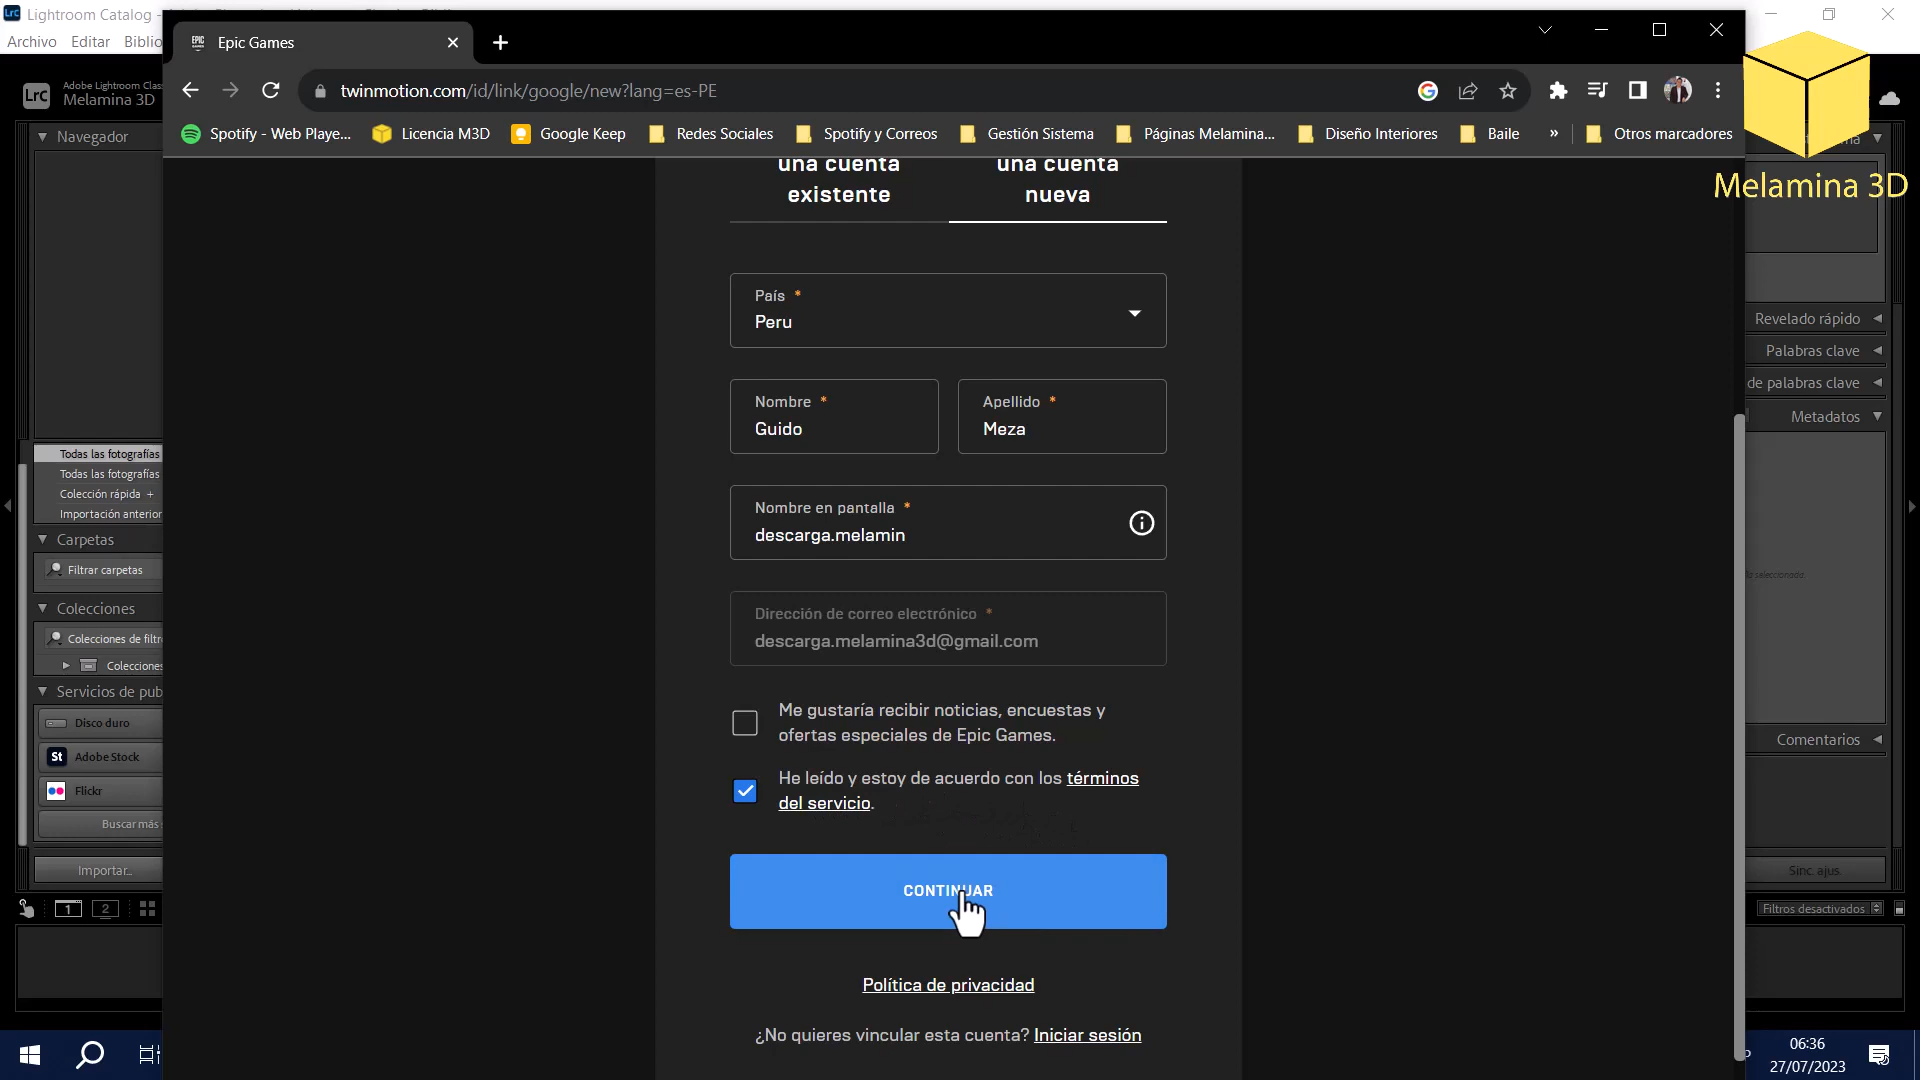 Lightroom Catalog -
Archivo Editar Biblio
Epic Games
twinmotion.com/id/link/google/new?lang=es-PE
Spotify - Web Playe... Licencia M3D Google Keep Redes Sociales Spotify y Correos Gestión Sistema Páginas Melamina... Diseño Interiores Baile » Otros marcadores
Melamina 3D
LrC
Adobe Lightroom Clas
Melamina 3D
Navegador
Todas las fotografías
Todas las fotografías
Colección rápida +
Importación anterior
Carpetas
Filtrar carpetas
Colecciones
Colecciones de filtr
Colecciones
Servicios de pub
Disco duro
St Adobe Stock
Flickr
Buscar más
Importar...
1 2
una cuenta
existente
una cuenta
nueva
País *
Peru
Nombre *
Guido
Apellido *
Meza
Nombre en pantalla *
descarga.melamin
Dirección de correo electrónico *
descarga.melamina3d@gmail.com
Me gustaría recibir noticias, encuestas y
ofertas especiales de Epic Games.
He leído y estoy de acuerdo con los términos
del servicio.
CONTINUAR
Política de privacidad
¿No quieres vincular esta cuenta? Iniciar sesión
Revelado rápido
Palabras clave
de palabras clave
Metadatos
Comentarios
Sinc. ajus.
Filtros desactivados
06:36
27/07/2023